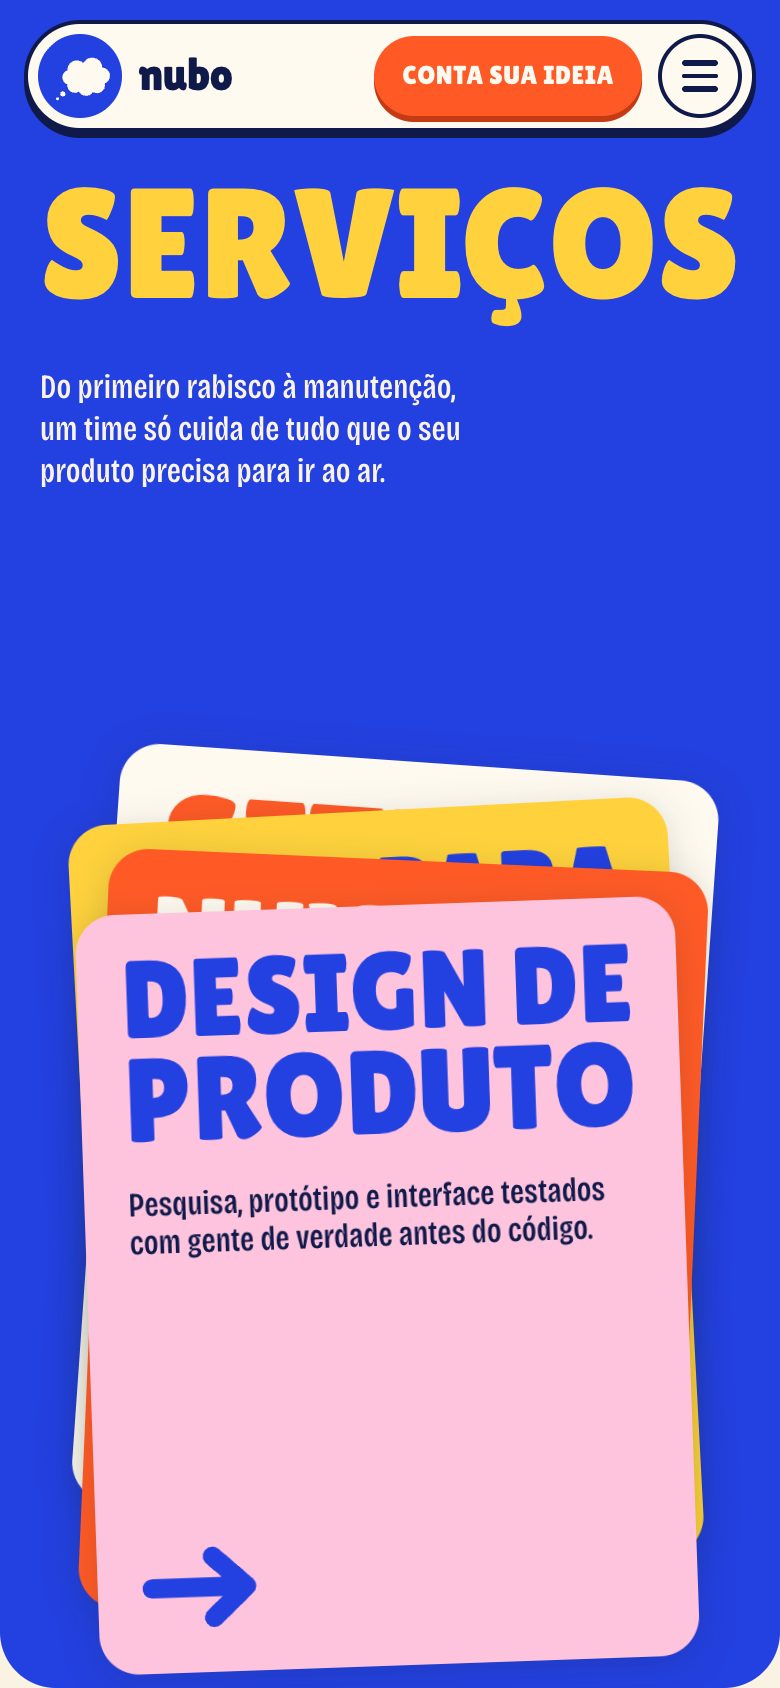 nubo
CONTA SUA IDEIA
SERVIÇOS
Do primeiro rabisco à manutenção,
um time só cuida de tudo que o seu
produto precisa para ir ao ar.
DESIGN DE
PRODUTO
Pesquisa, protótipo e interface testados
com gente de verdade antes do código.